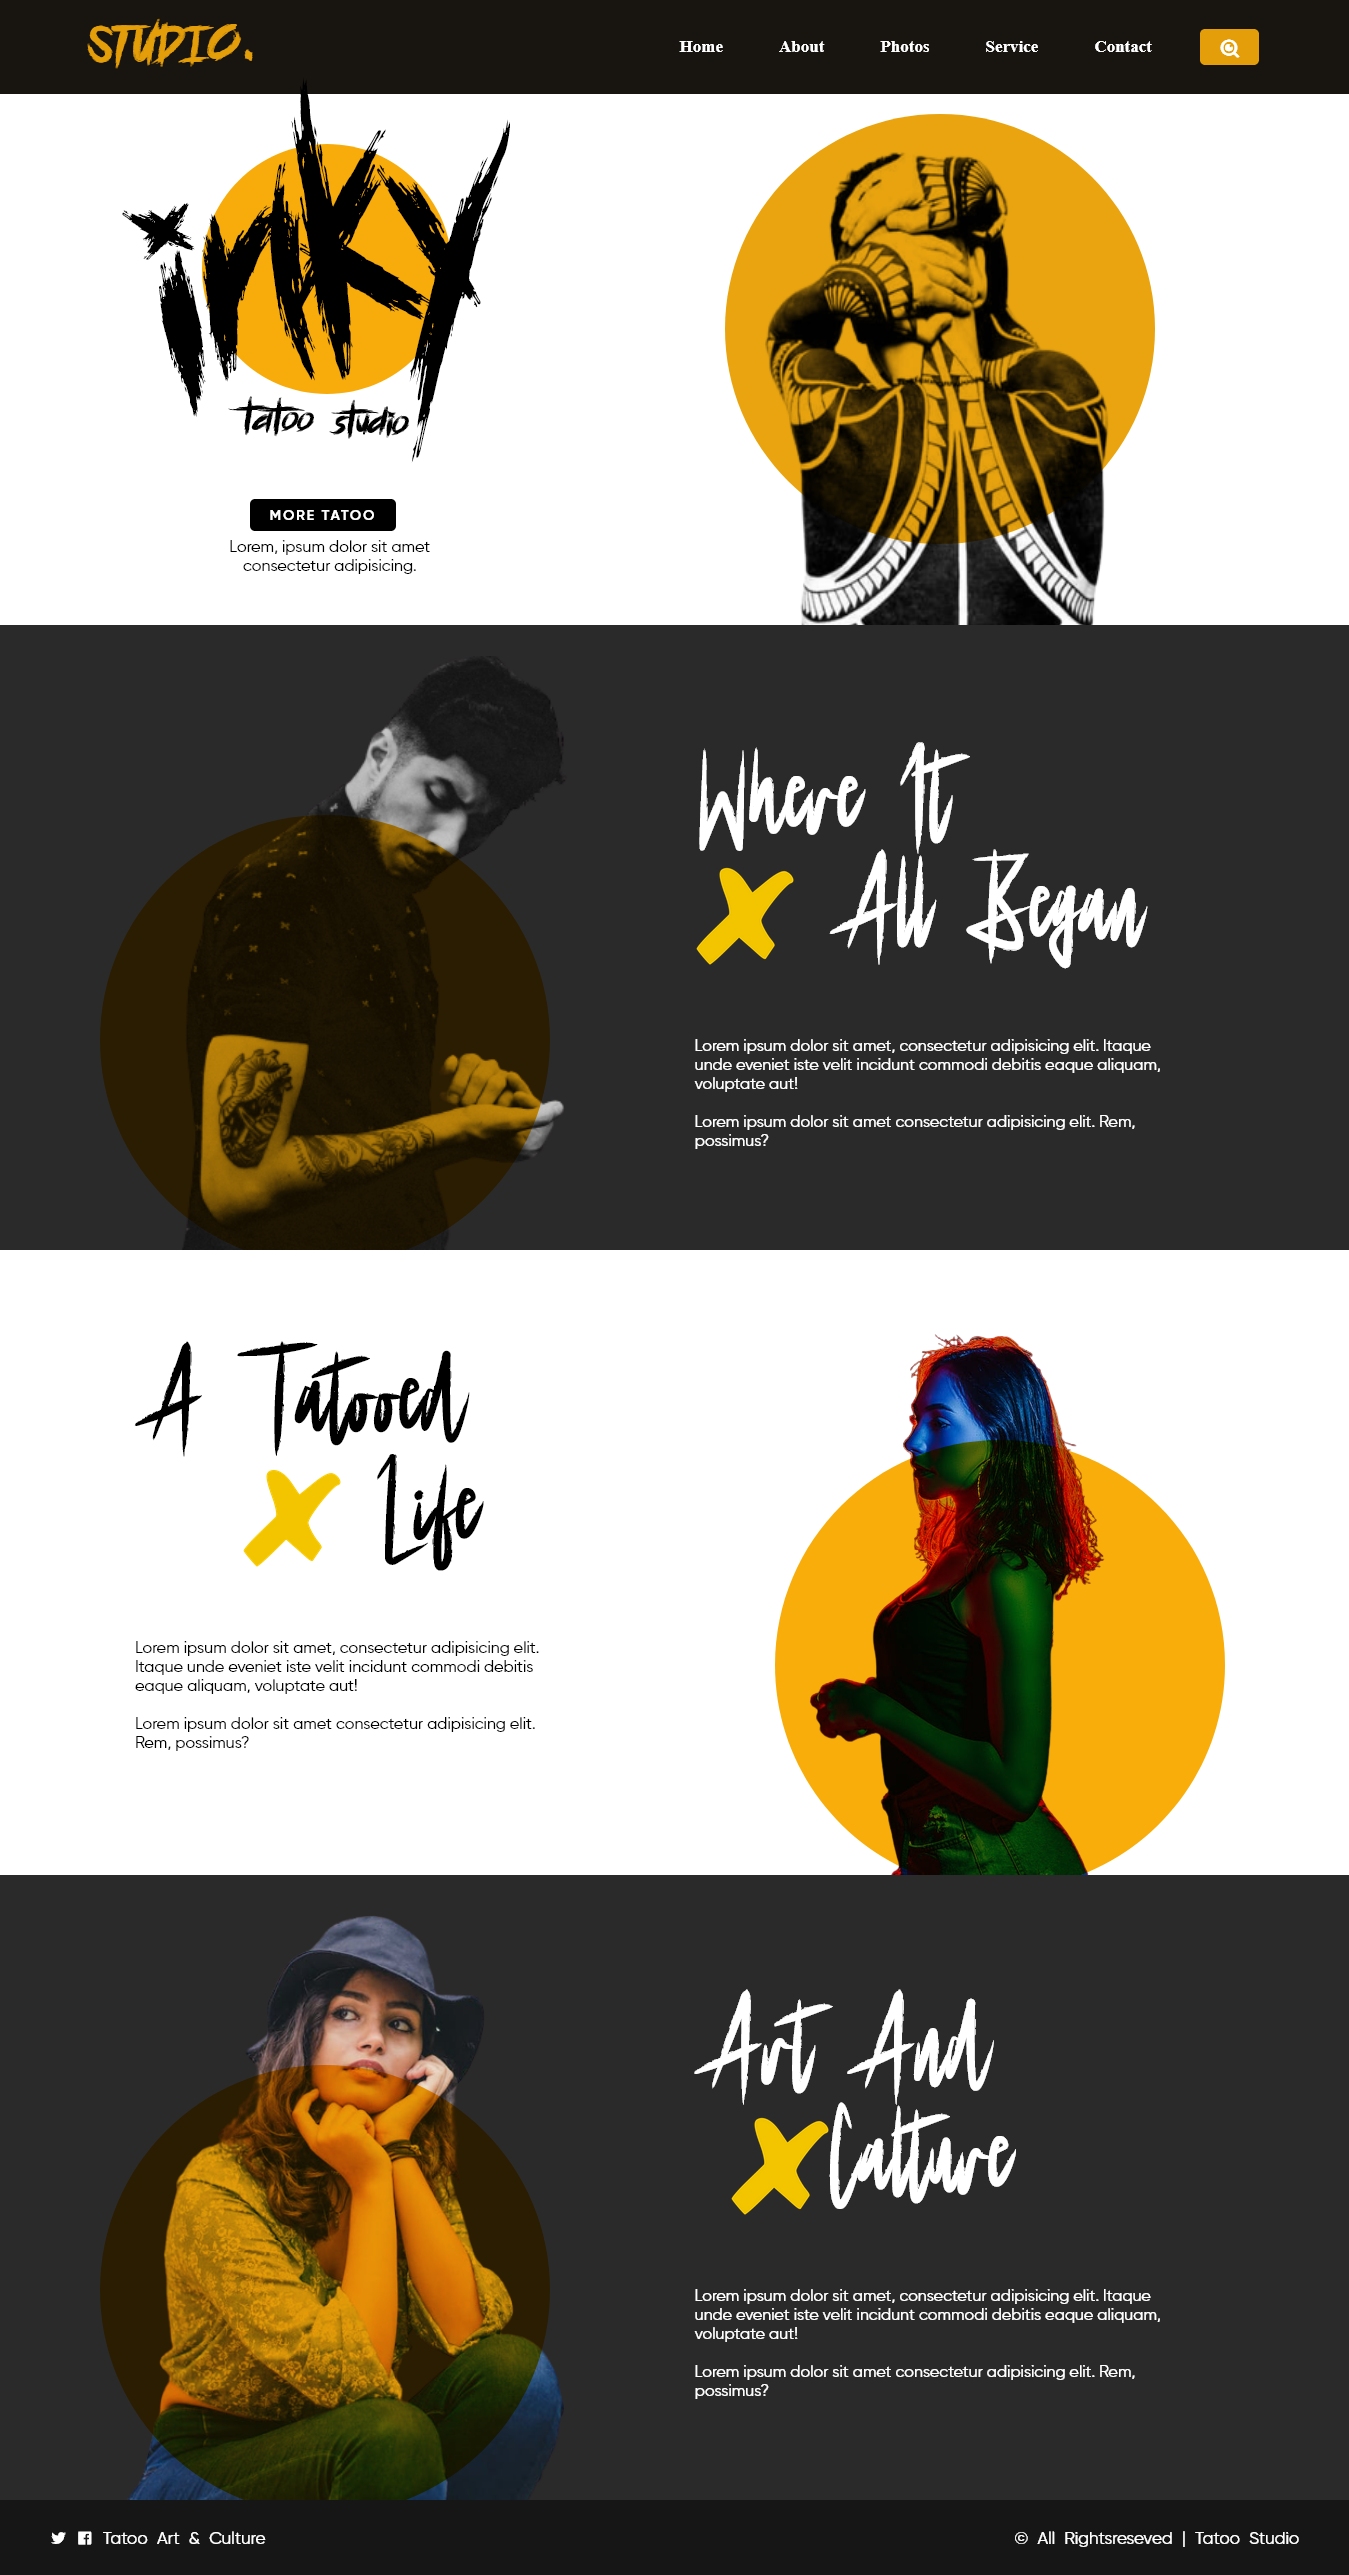 STUDIO.
Home About Photos Service Contact
inky
tatoo studio
MORE TATOO
Lorem, ipsum dolor sit amet
consectetur adipisicing.
Where It
All Began
Lorem ipsum dolor sit amet, consectetur adipisicing elit. Itaque
unde eveniet iste velit incidunt commodi debitis eaque aliquam,
voluptate aut!
Lorem ipsum dolor sit amet consectetur adipisicing elit. Rem,
possimus?
A Tatooed
Life
Lorem ipsum dolor sit amet, consectetur adipisicing elit.
Itaque unde eveniet iste velit incidunt commodi debitis
eaque aliquam, voluptate aut!
Lorem ipsum dolor sit amet consectetur adipisicing elit.
Rem, possimus?
Art And
Calture
Lorem ipsum dolor sit amet, consectetur adipisicing elit. Itaque
unde eveniet iste velit incidunt commodi debitis eaque aliquam,
voluptate aut!
Lorem ipsum dolor sit amet consectetur adipisicing elit. Rem,
possimus?
Tatoo Art & Culture
© All Rightsreseved | Tatoo Studio